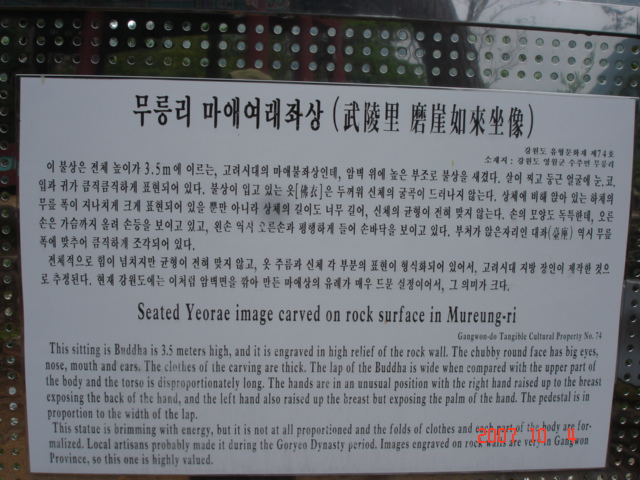 무릉리 마애여래좌상 (武陵里 磨崖如來坐像)
강원도 유형문화재 제74호
소재지 : 강원도 영월군 수주면 무릉리
이 불상은 전체 높이가 3.5m에 이르는, 고려시대의 마애불좌상인데, 암벽 위에 높은 부조로 불상을 새겼다. 살이 찌고 둥근 얼굴에 눈, 코,
입과 귀가 큼직큼직하게 표현되어 있다. 불상이 입고 있는 옷[佛衣]은 두꺼워 신체의 굴곡이 드러나지 않는다. 상체에 비해 앉아 있는 하체의
무릎 폭이 지나치게 크게 표현되어 있을 뿐만 아니라 상체의 길이도 너무 길어, 신체의 균형이 전혀 맞지 않는다. 손의 모양도 독특한데, 오른
손은 가슴까지 올려 손등을 보이고 있고, 왼손 역시 오른손과 평행하게 들어 손바닥을 보이고 있다. 부처가 앉은자리인 대좌(臺座) 역시 무릎
폭에 맞추어 큼직하게 조각되어 있다.
전체적으로 힘이 넘치지만 균형이 전혀 맞지 않고, 옷 주름과 신체 각 부분의 표현이 형식화되어 있어서, 고려시대 지방 장인이 제작한 것으
로 추정된다. 현재 강원도에는 이처럼 암벽면을 깎아 만든 마애상의 유례가 매우 드문 실정이어서, 그 의미가 크다.
Seated Yeorae image carved on rock surface in Mureung-ri
Gangwon-do Tangible Cultural Property No. 74
This sitting is Buddha is 3.5 meters high, and it is engraved in high relief of the rock wall. The chubby round face has big eyes,
nose, mouth and ears. The clothes of the carving are thick. The lap of the Buddha is wide when compared with the upper part of
the body and the torso is disproportionately long. The hands are in an unusual position with the right hand raised up to the breast
exposing the back of the hand, and the left hand also raised up the breast but exposing the palm of the hand. The pedestal is in
proportion to the width of the lap.
This statue is brimming with energy, but it is not at all proportioned and the folds of clothes and each part of the body are for-
malized. Local artisans probably made it during the Goryeo Dynasty period. Images engraved on rock walls are very in Gangwon
Province, so this one is highly valued.
2007 10 4